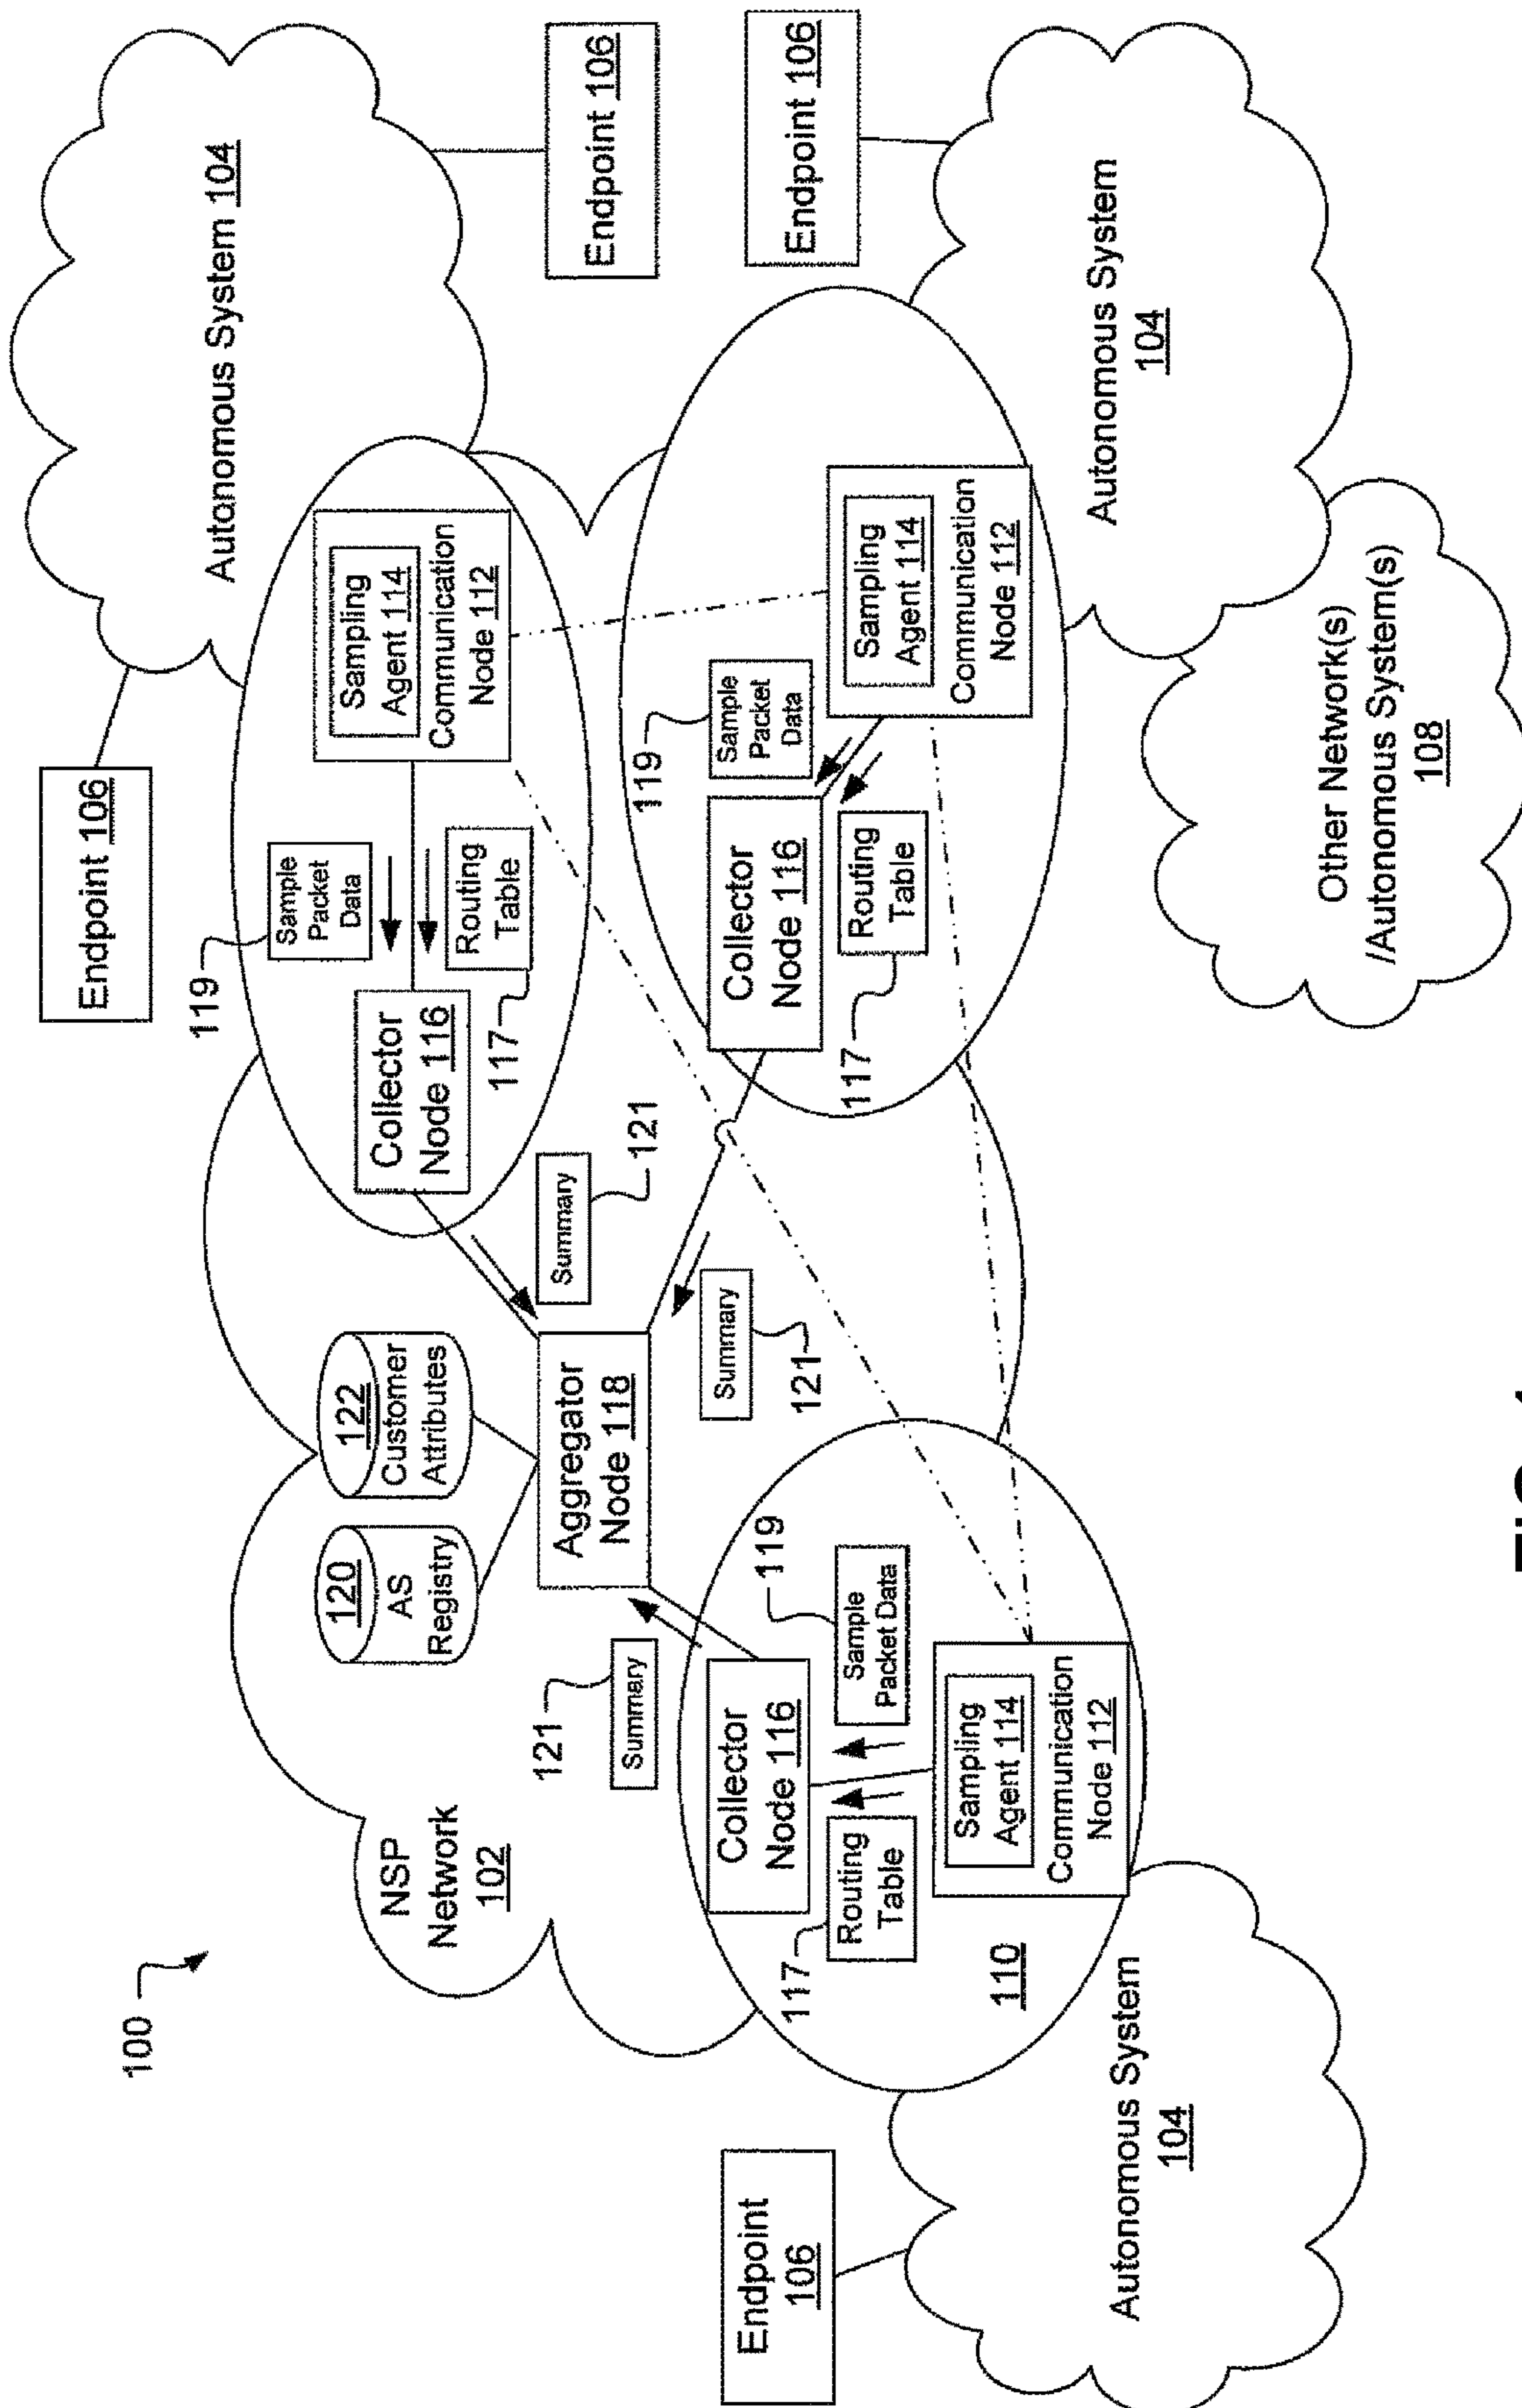 100
NSP
Network
102
120
AS
Registry
122
Customer
Attributes
Aggregator
Node 118
Endpoint 106
Autonomous System 104
119
Sample
Packet
Data
Collector
Node 116
Routing
Table
117
Sampling
Agent 114
Communication
Node 112
Endpoint 106
121
Summary
Summary
121
Summary
121
Endpoint
106
Collector
Node 116
119
Sample
Packet Data
117
Routing
Table
Sampling
Agent 114
Communication
Node 112
110
Autonomous System
104
119
Sample
Packet
Data
Collector
Node 116
Routing
Table
117
Sampling
Agent 114
Communication
Node 112
Endpoint 106
Autonomous System
104
Other Network(s)
/Autonomous System(s)
108
FIG. 1